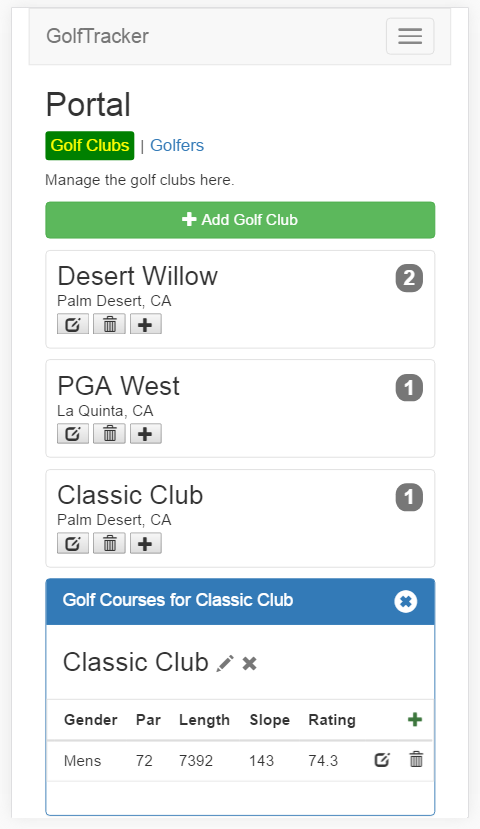 GolfTracker
Portal
Golf Clubs | Golfers
Manage the golf clubs here.
Add Golf Club
Desert Willow 2
Palm Desert, CA
PGA West 1
La Quinta, CA
Classic Club 1
Palm Desert, CA
Golf Courses for Classic Club
Classic Club
Gender Par Length Slope Rating
Mens 72 7392 143 74.3